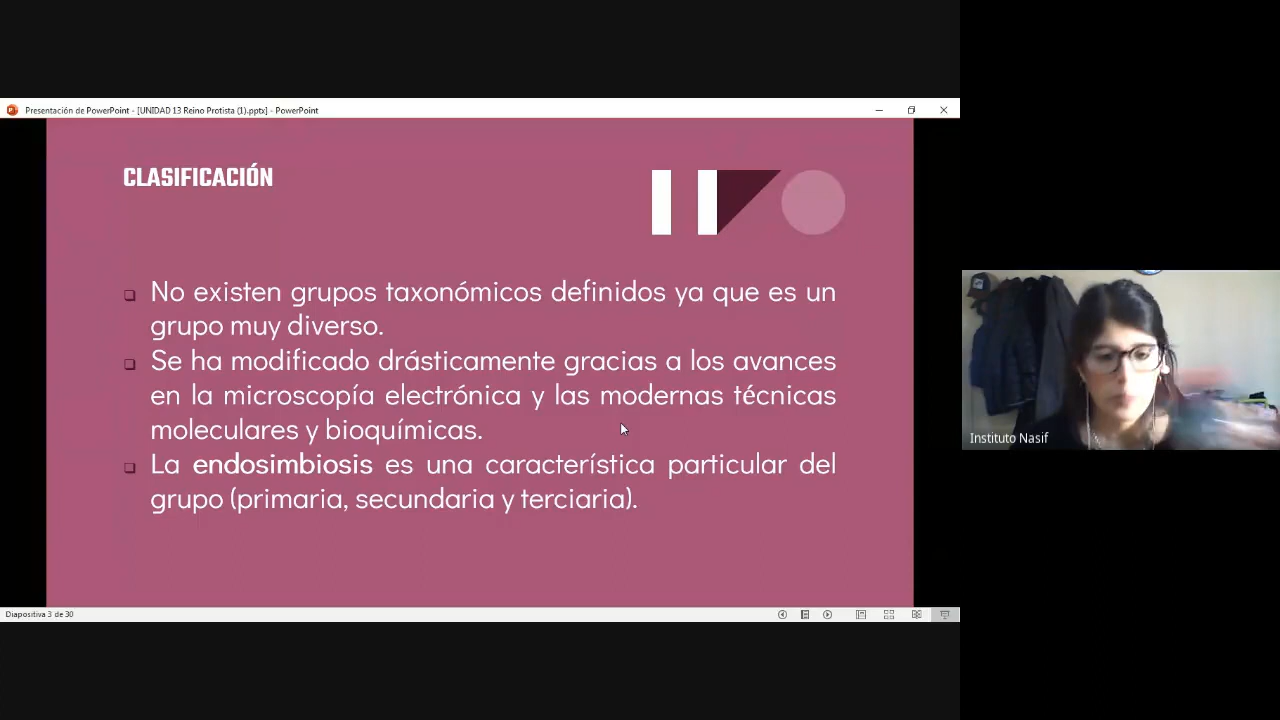 Presentación de PowerPoint - [UNIDAD 13 Reino Protista (1).pptx] - PowerPoint
CLASIFICACIÓN
No existen grupos taxonómicos definidos ya que es un
grupo muy diverso.
Se ha modificado drásticamente gracias a los avances
en la microscopía electrónica y las modernas técnicas
moleculares y bioquímicas.
La endosimbiosis es una característica particular del
grupo (primaria, secundaria y terciaria).
Instituto Nasif
Diapositiva 3 de 30